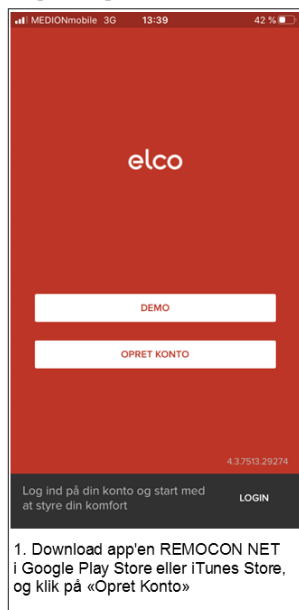 MEDIONmobile 3G 13:39 42 %
elco
DEMO
OPRET KONTO
4.3.7513.29274
Log ind på din konto og start med
at styre din komfort
LOGIN
1. Download app'en REMOCON NET
i Google Play Store eller iTunes Store,
og klik på «Opret Konto»